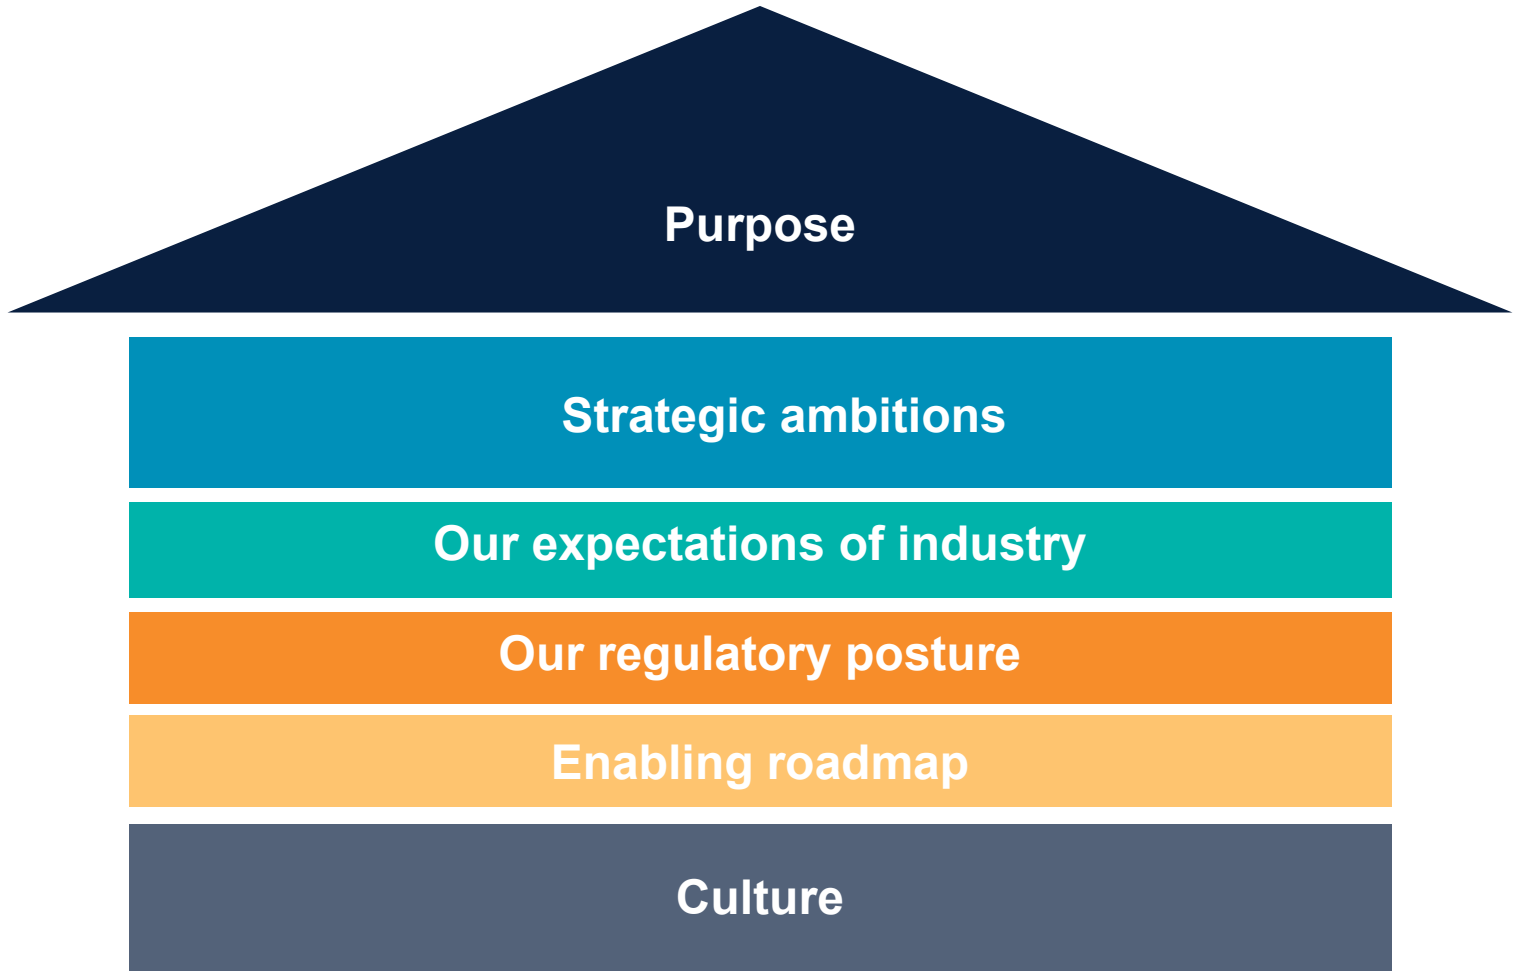 Purpose
Strategic ambitions
Our expectations of industry
Our regulatory posture
Enabling roadmap
Culture